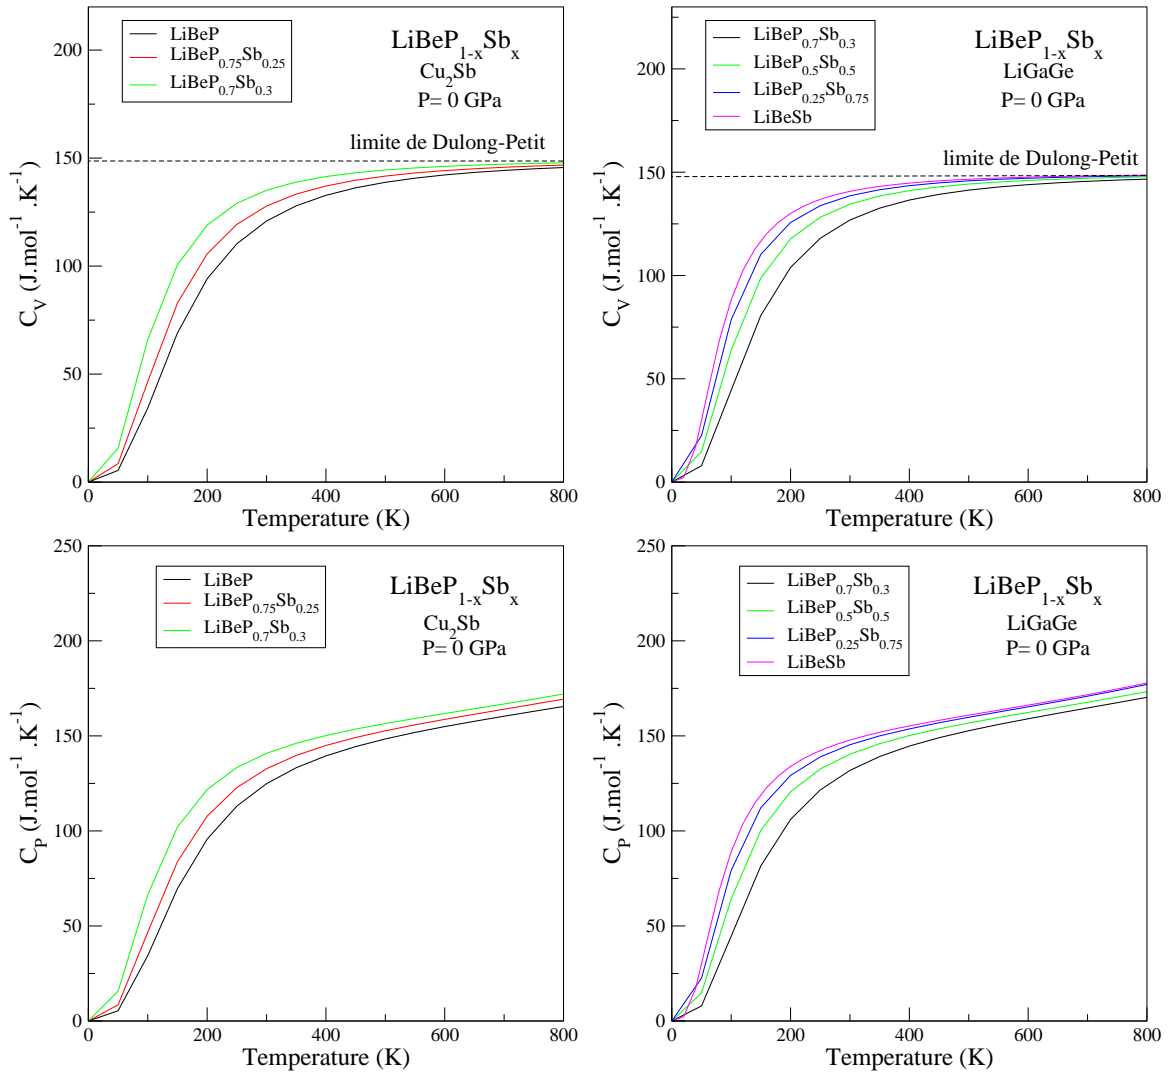 LiBeP
LiBeP0.75Sb0.25
LiBeP0.7Sb0.3
LiBeP1-xSbx
Cu2Sb
P= 0 GPa
limite de Dulong-Petit
200
150
100
50
0
CV (J.mol-1 .K-1)
0 200 400 600 800
Temperature (K)
LiBeP0.7Sb0.3
LiBeP0.5Sb0.5
LiBeP0.25Sb0.75
LiBeSb
LiBeP1-xSbx
LiGaGe
P= 0 GPa
limite de Dulong-Petit
200
150
100
50
0
CV (J.mol-1 .K-1)
0 200 400 600 800
Temperature (K)
LiBeP
LiBeP0.75Sb0.25
LiBeP0.7Sb0.3
LiBeP1-xSbx
Cu2Sb
P= 0 GPa
250
200
150
100
50
0
CP (J.mol-1 .K-1)
0 200 400 600 800
Temperature (K)
LiBeP0.7Sb0.3
LiBeP0.5Sb0.5
LiBeP0.25Sb0.75
LiBeSb
LiBeP1-xSbx
LiGaGe
P= 0 GPa
250
200
150
100
50
0
CP (J.mol-1 .K-1)
0 200 400 600 800
Temperature (K)